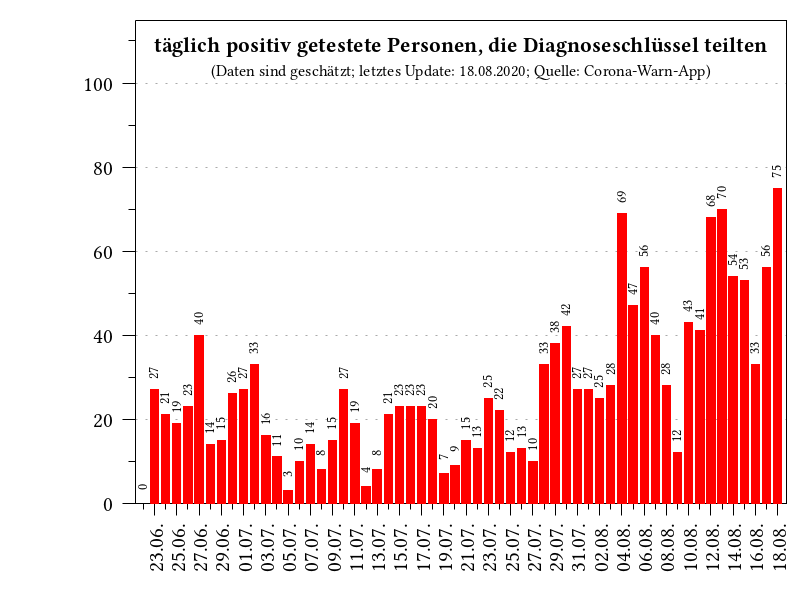 täglich positiv getestete Personen, die Diagnoseschlüssel teilten
(Daten sind geschätzt; letztes Update: 18.08.2020; Quelle: Corona-Warn-App)
100
80
60
40
20
0
0 27 21 19 23 40 14 15 26 27 33 16 11 3 10 14 8 15 27 19 4 8 21 23 23 23 20 7 9 15 13 25 22 12 13 10 33 38 42 27 27 25 28 69 47 56 40 28 12 43 41 68 70 54 53 33 56 75
23.06. 25.06. 27.06. 29.06. 01.07. 03.07. 05.07. 07.07. 09.07. 11.07. 13.07. 15.07. 17.07. 19.07. 21.07. 23.07. 25.07. 27.07. 29.07. 31.07. 02.08. 04.08. 06.08. 08.08. 10.08. 12.08. 14.08. 16.08. 18.08.